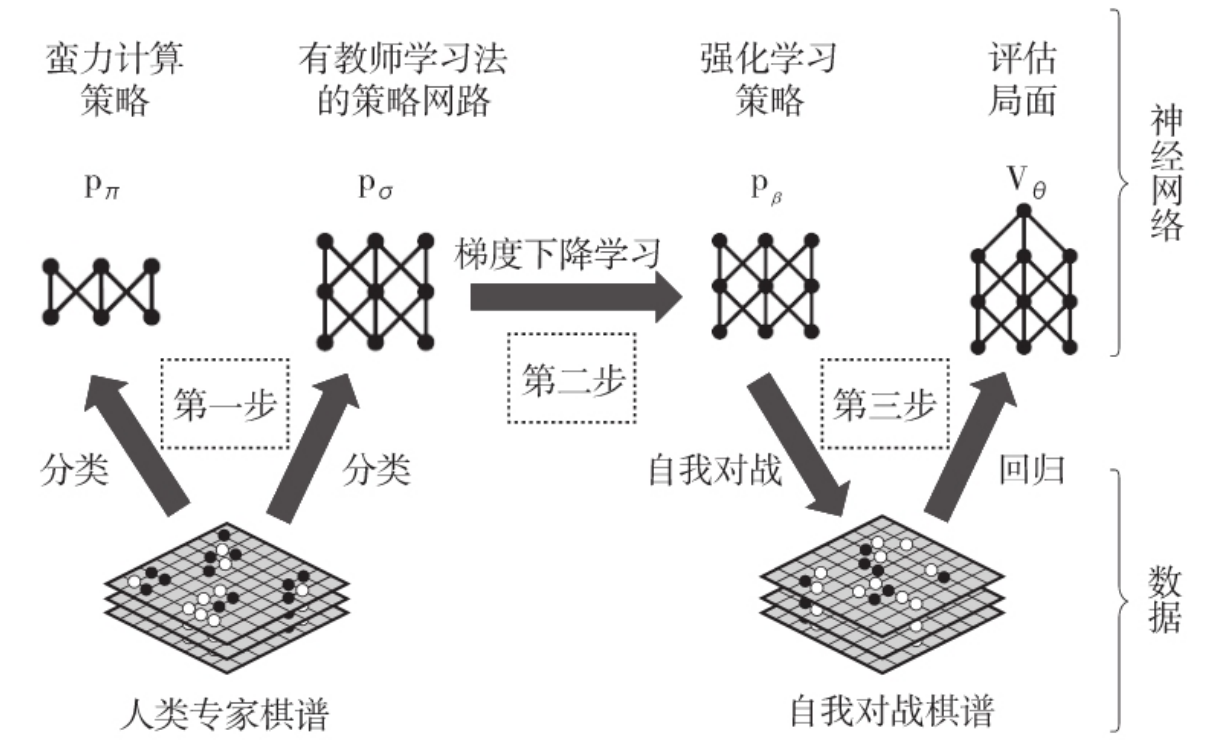 蛮力计算
策略
有教师学习法
的策略网路
强化学习
策略
评估
局面
神经网络
pπ
pσ
pβ
Vθ
梯度下降学习
第一步
第二步
第三步
分类
分类
自我对战
回归
数据
人类专家棋谱
自我对战棋谱